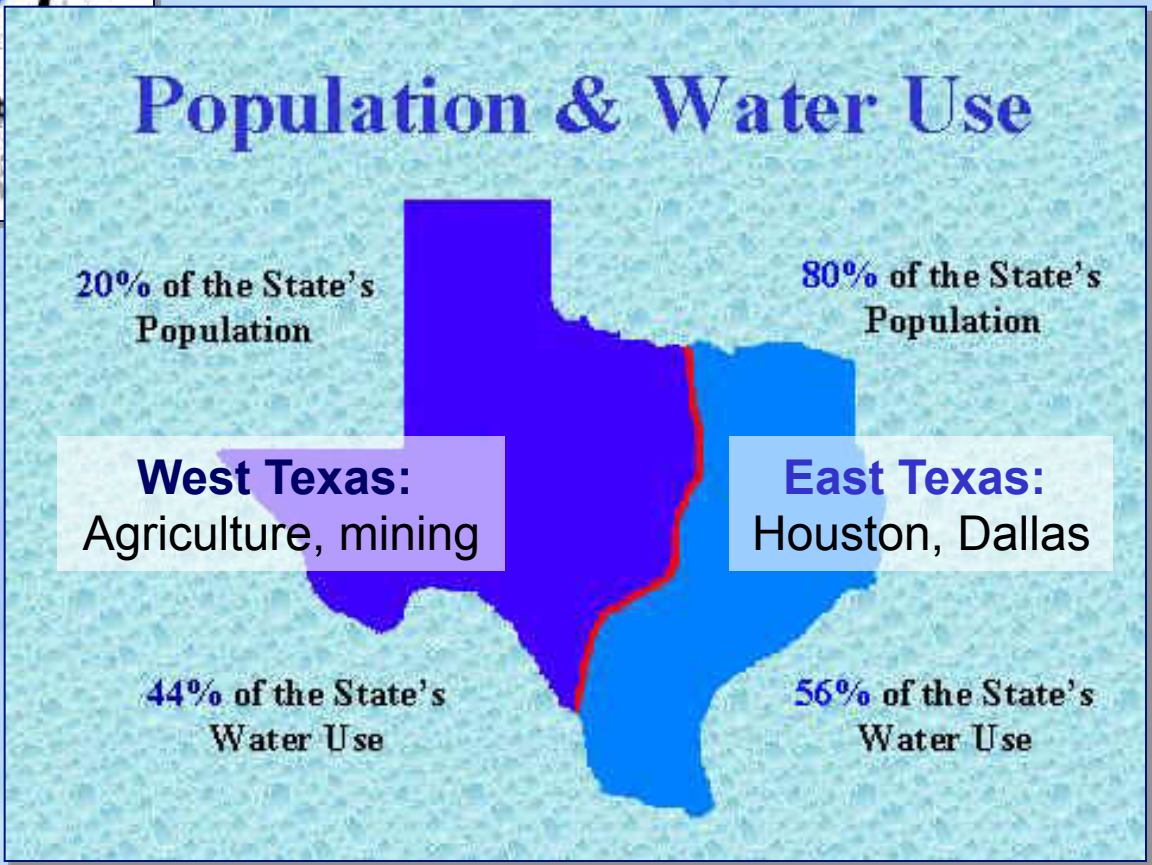 Population & Water Use
20% of the State's
Population
80% of the State's
Population
West Texas:
Agriculture, mining
East Texas:
Houston, Dallas
44% of the State's
Water Use
56% of the State's
Water Use